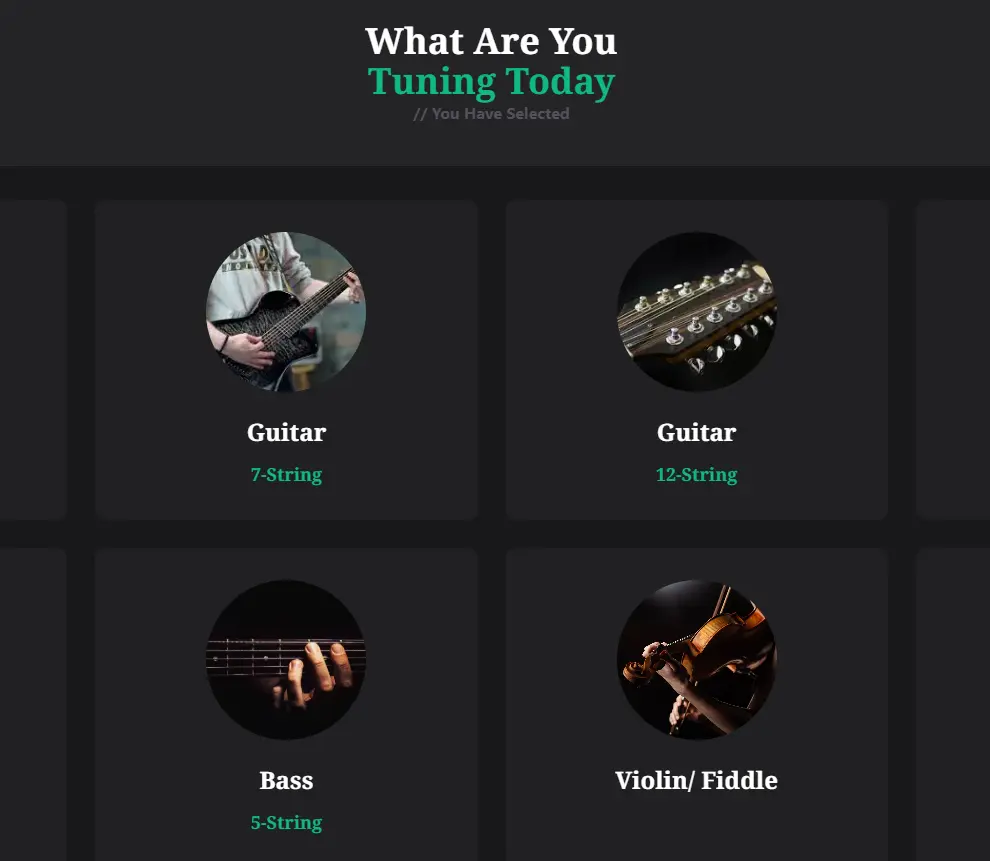 What Are You
Tuning Today
// You Have Selected
Guitar
7-String
Guitar
12-String
Bass
5-String
Violin/ Fiddle